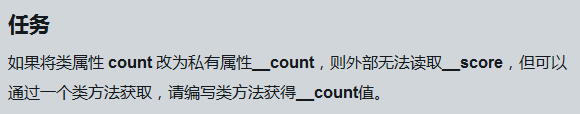 任务
如果将类属性 count 改为私有属性__count，则外部无法读取__score，但可以
通过一个类方法获取，请编写类方法获得__count值。